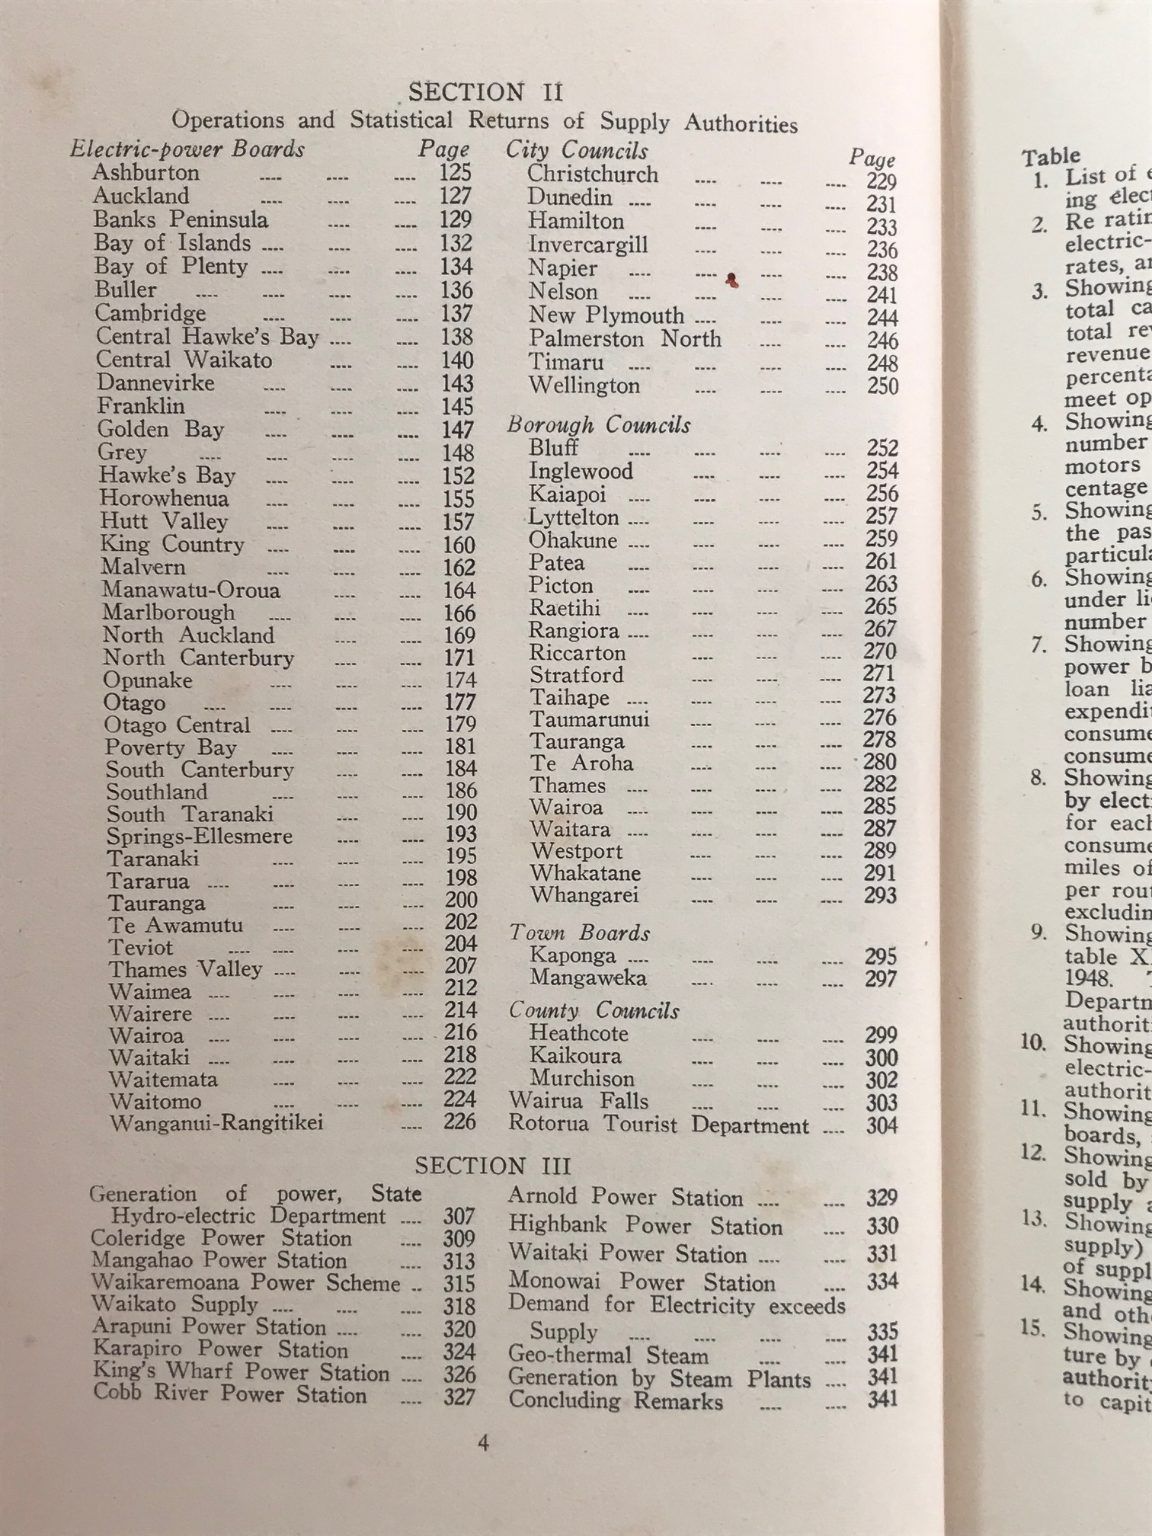 SECTION II
Operations and Statistical Returns of Supply Authorities
Electric-power Boards Page
Ashburton .... .... .... 125
Auckland .... .... .... 127
Banks Peninsula .... .... 129
Bay of Islands .... .... .... 132
Bay of Plenty .... .... .... 134
Buller .... .... .... .... 136
Cambridge .... .... .... 137
Central Hawke's Bay .... .... 138
Central Waikato .... .... 140
Dannevirke .... .... .... 143
Franklin .... .... .... 145
Golden Bay .... .... .... 147
Grey .... .... .... .... 148
Hawke's Bay .... .... .... 152
Horowhenua .... .... .... 155
Hutt Valley .... .... .... 157
King Country .... .... .... 160
Malvern .... .... .... 162
Manawatu-Oroua .... .... 164
Marlborough .... .... .... 166
North Auckland .... .... 169
North Canterbury .... .... 171
Opunake .... .... .... 174
Otago .... .... .... .... 177
Otago Central .... .... .... 179
Poverty Bay .... .... .... 181
South Canterbury .... .... 184
Southland .... .... .... 186
South Taranaki .... .... 190
Springs-Ellesmere .... .... 193
Taranaki .... .... .... 195
Tararua .... .... .... .... 198
Tauranga .... .... .... 200
Te Awamutu .... .... .... 202
Teviot .... .... .... 204
Thames Valley .... .... .... 207
Waimea .... .... .... .... 212
Wairere .... .... .... .... 214
Wairoa .... .... .... .... 216
Waitaki .... .... .... .... 218
Waitemata .... .... .... 222
Waitomo .... .... .... 224
Wanganui-Rangitikei .... 226
City Councils Page
Christchurch .... .... .... 229
Dunedin .... .... .... .... 231
Hamilton .... .... .... 233
Invercargill .... .... .... 236
Napier .... .... .... .... 238
Nelson .... .... .... .... 241
New Plymouth .... .... .... 244
Palmerston North .... .... 246
Timaru .... .... .... .... 248
Wellington .... .... .... 250
Borough Councils
Bluff .... .... .... .... 252
Inglewood .... .... .... 254
Kaiapoi .... .... .... .... 256
Lyttelton .... .... .... .... 257
Ohakune .... .... .... .... 259
Patea .... .... .... .... 261
Picton .... .... .... .... 263
Raetihi .... .... .... .... 265
Rangiora .... .... .... .... 267
Riccarton .... .... .... 270
Stratford .... .... .... 271
Taihape .... .... .... .... 273
Taumarunui .... .... .... 276
Tauranga .... .... .... 278
Te Aroha .... .... .... 280
Thames .... .... .... .... 282
Wairoa .... .... .... .... 285
Waitara .... .... .... .... 287
Westport .... .... .... 289
Whakatane .... .... .... 291
Whangarei .... .... .... 293
Town Boards
Kaponga .... .... .... .... 295
Mangaweka .... .... .... 297
County Councils
Heathcote .... .... .... 299
Kaikoura .... .... .... 300
Murchison .... .... .... 302
Wairua Falls .... .... .... 303
Rotorua Tourist Department .... 304
SECTION III
Generation of power, State
Hydro-electric Department .... 307
Coleridge Power Station .... 309
Mangahao Power Station .... 313
Waikaremoana Power Scheme .. 315
Waikato Supply .... .... .... 318
Arapuni Power Station .... .... 320
Karapiro Power Station .... 324
King's Wharf Power Station .... 326
Cobb River Power Station .... 327
Arnold Power Station .... .... 329
Highbank Power Station .... 330
Waitaki Power Station .... .... 331
Monowai Power Station .... 334
Demand for Electricity exceeds
Supply .... .... .... .... 335
Geo-thermal Steam .... .... 341
Generation by Steam Plants .... 341
Concluding Remarks .... .... 341
4
Table
1. List of
ing elec
2. Re ratin
electric-
rates, a
3. Showing
total ca
total re
revenue
percenta
meet op
4. Showing
number
motors
centage
5. Showing
the pas
particula
6. Showing
under li
number
7. Showing
power b
loan lia
expendit
consume
consume
8. Showing
by elect
for each
consume
miles of
per rout
excludin
9. Showing
table X
1948.
Departm
authorit
10. Showing
electric-
authorit
11. Showing
boards,
12. Showing
sold by
supply a
13. Showing
supply)
of suppl
14. Showing
and oth
15. Showing
ture by
authority
to capit